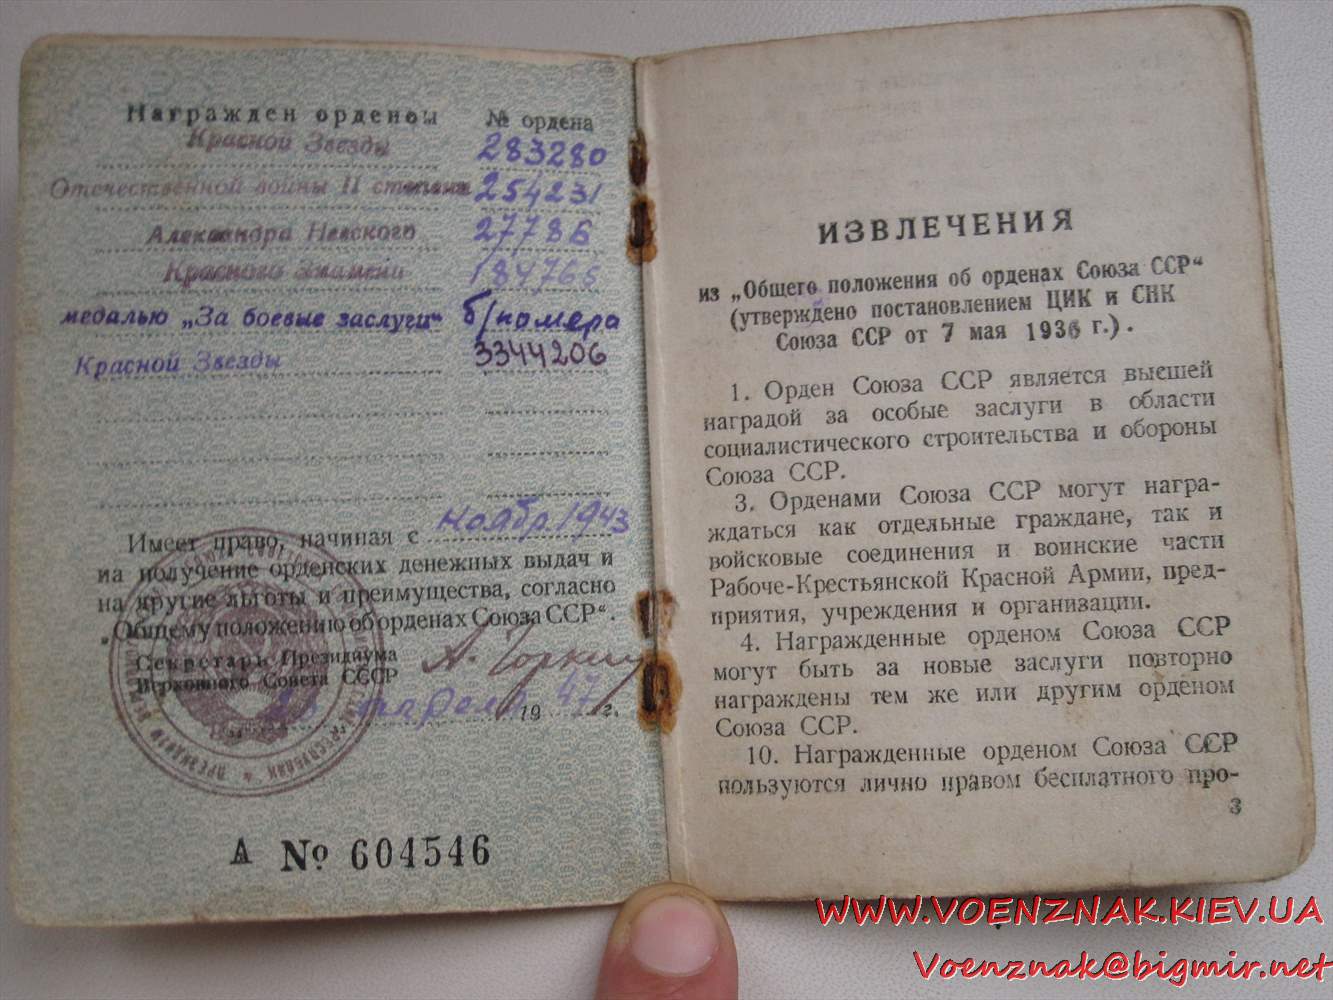 Награжден орденом № ордена
Красной Звезды 283280
Отечественной войны II степени 254231
Александра Невского 27786
Красного Знамени 184766
медалью „За боевые заслуги“ б/номера
Красной Звезды 3344206
Имеет право, начиная с ноябр. 1943
на получение орденских денежных выдач и
на другие льготы и преимущества, согласно
„Общему положению об орденах Союза ССР“.
Секретарь Президиума
Верховного Совета СССР А. Горкин
апреля 1947 г.
А № 604546
ИЗВЛЕЧЕНИЯ
из „Общего положения об орденах Союза ССР“
(утверждено постановлением ЦИК и СНК
Союза ССР от 7 мая 1936 г.).
1. Орден Союза ССР является высшей
наградой за особые заслуги в области
социалистического строительства и обороны
Союза ССР.
3. Орденами Союза ССР могут награ-
ждаться как отдельные граждане, так и
войсковые соединения и воинские части
Рабоче-Крестьянской Красной Армии, пред-
приятия, учреждения и организации.
4. Награжденные орденом Союза ССР
могут быть за новые заслуги повторно
награждены тем же или другим орденом
Союза ССР.
10. Награжденные орденом Союза ССР
пользуются лично правом бесплатного про-
3
WWW.VOENZNAK.KIEV.UA
Voenznak@bigmir.net